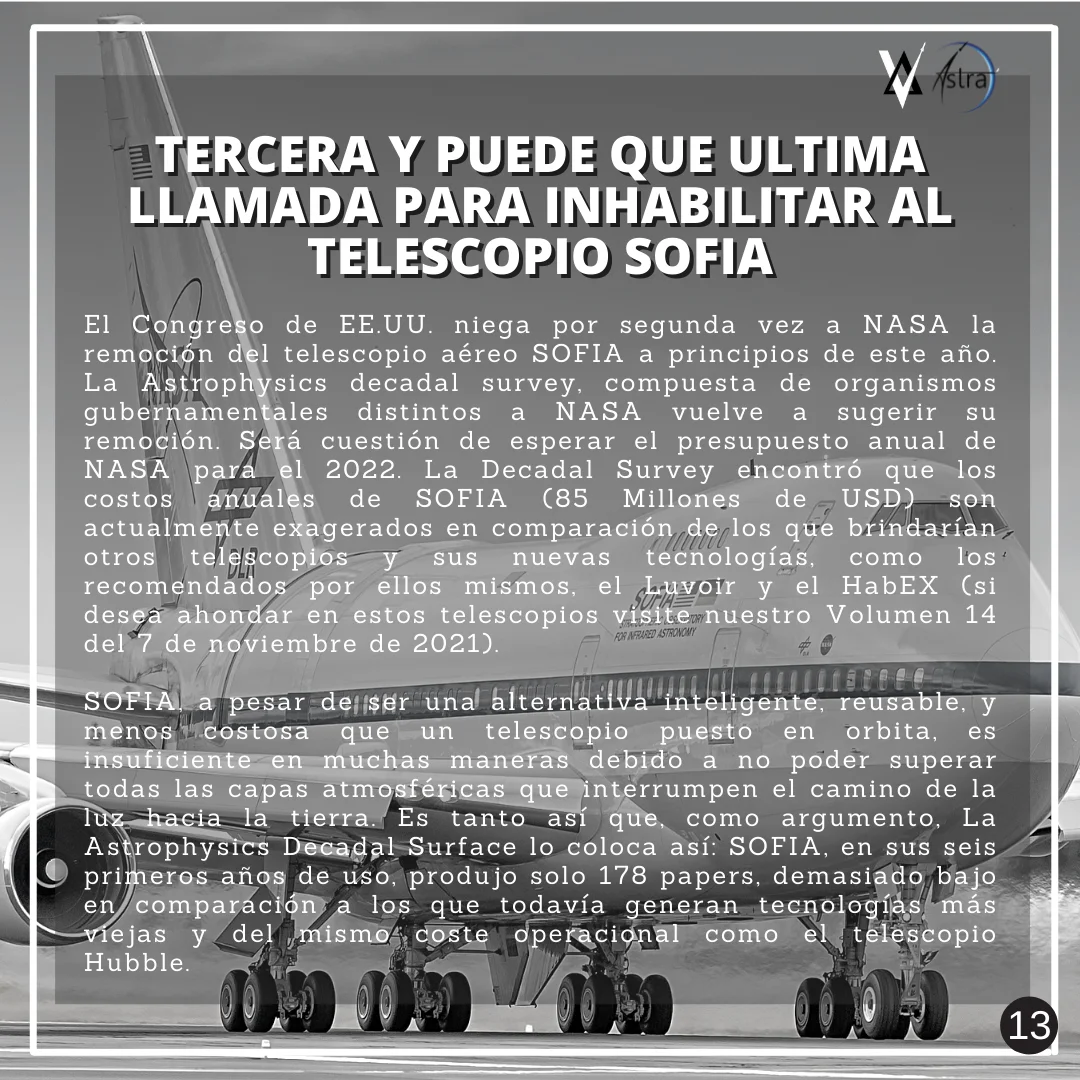 Astra
TERCERA Y PUEDE QUE ULTIMA
LLAMADA PARA INHABILITAR AL
TELESCOPIO SOFIA
El Congreso de EE.UU. niega por segunda vez a NASA la
remoción del telescopio aéreo SOFIA a principios de este año.
La Astrophysics decadal survey, compuesta de organismos
gubernamentales distintos a NASA vuelve a sugerir su
remoción. Será cuestión de esperar el presupuesto anual de
NASA para el 2022. La Decadal Survey encontró que los
costos anuales de SOFIA (85 Millones de USD) son
actualmente exagerados en comparación de los que brindarían
otros telescopios y sus nuevas tecnologías, como los
recomendados por ellos mismos, el Luvoir y el HabEX (si
desea ahondar en estos telescopios visite nuestro Volumen 14
del 7 de noviembre de 2021).
SOFIA, a pesar de ser una alternativa inteligente, reusable, y
menos costosa que un telescopio puesto en orbita, es
insuficiente en muchas maneras debido a no poder superar
todas las capas atmosféricas que interrumpen el camino de la
luz hacia la tierra. Es tanto así que, como argumento, La
Astrophysics Decadal Surface lo coloca así: SOFIA, en sus seis
primeros años de uso, produjo solo 178 papers, demasiado bajo
en comparación a los que todavía generan tecnologías más
viejas y del mismo coste operacional como el telescopio
Hubble.
DLR
SOFIA
FOR INFRARED ASTRONOMY
13